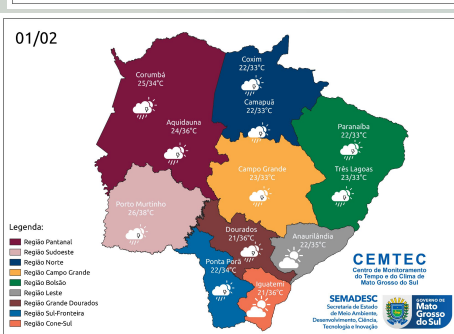 01/02
Coxim
22/33°C
Corumbá
25/34°C
Camapuã
22/33°C
Aquidauna
24/36°C
Paranaíba
22/33°C
Campo Grande
23/33°C
Três Lagoas
23/33°C
Porto Murtinho
26/38°C
Dourados
21/36°C
Anaurilândia
22/35°C
Ponta Porã
22/34°C
Iguatemi
21/36°C
Legenda:
Região Pantanal
Região Sudoeste
Região Norte
Região Campo Grande
Região Bolsão
Região Leste
Região Grande Dourados
Região Sul-Fronteira
Região Cone-Sul
CEMTEC
Centro de Monitoramento
do Tempo e do Clima de
Mato Grosso do Sul
SEMADESC
Secretaria de Estado
de Meio Ambiente,
Desenvolvimento, Ciência,
Tecnologia e Inovação
GOVERNO DE
Mato
Grosso
do Sul